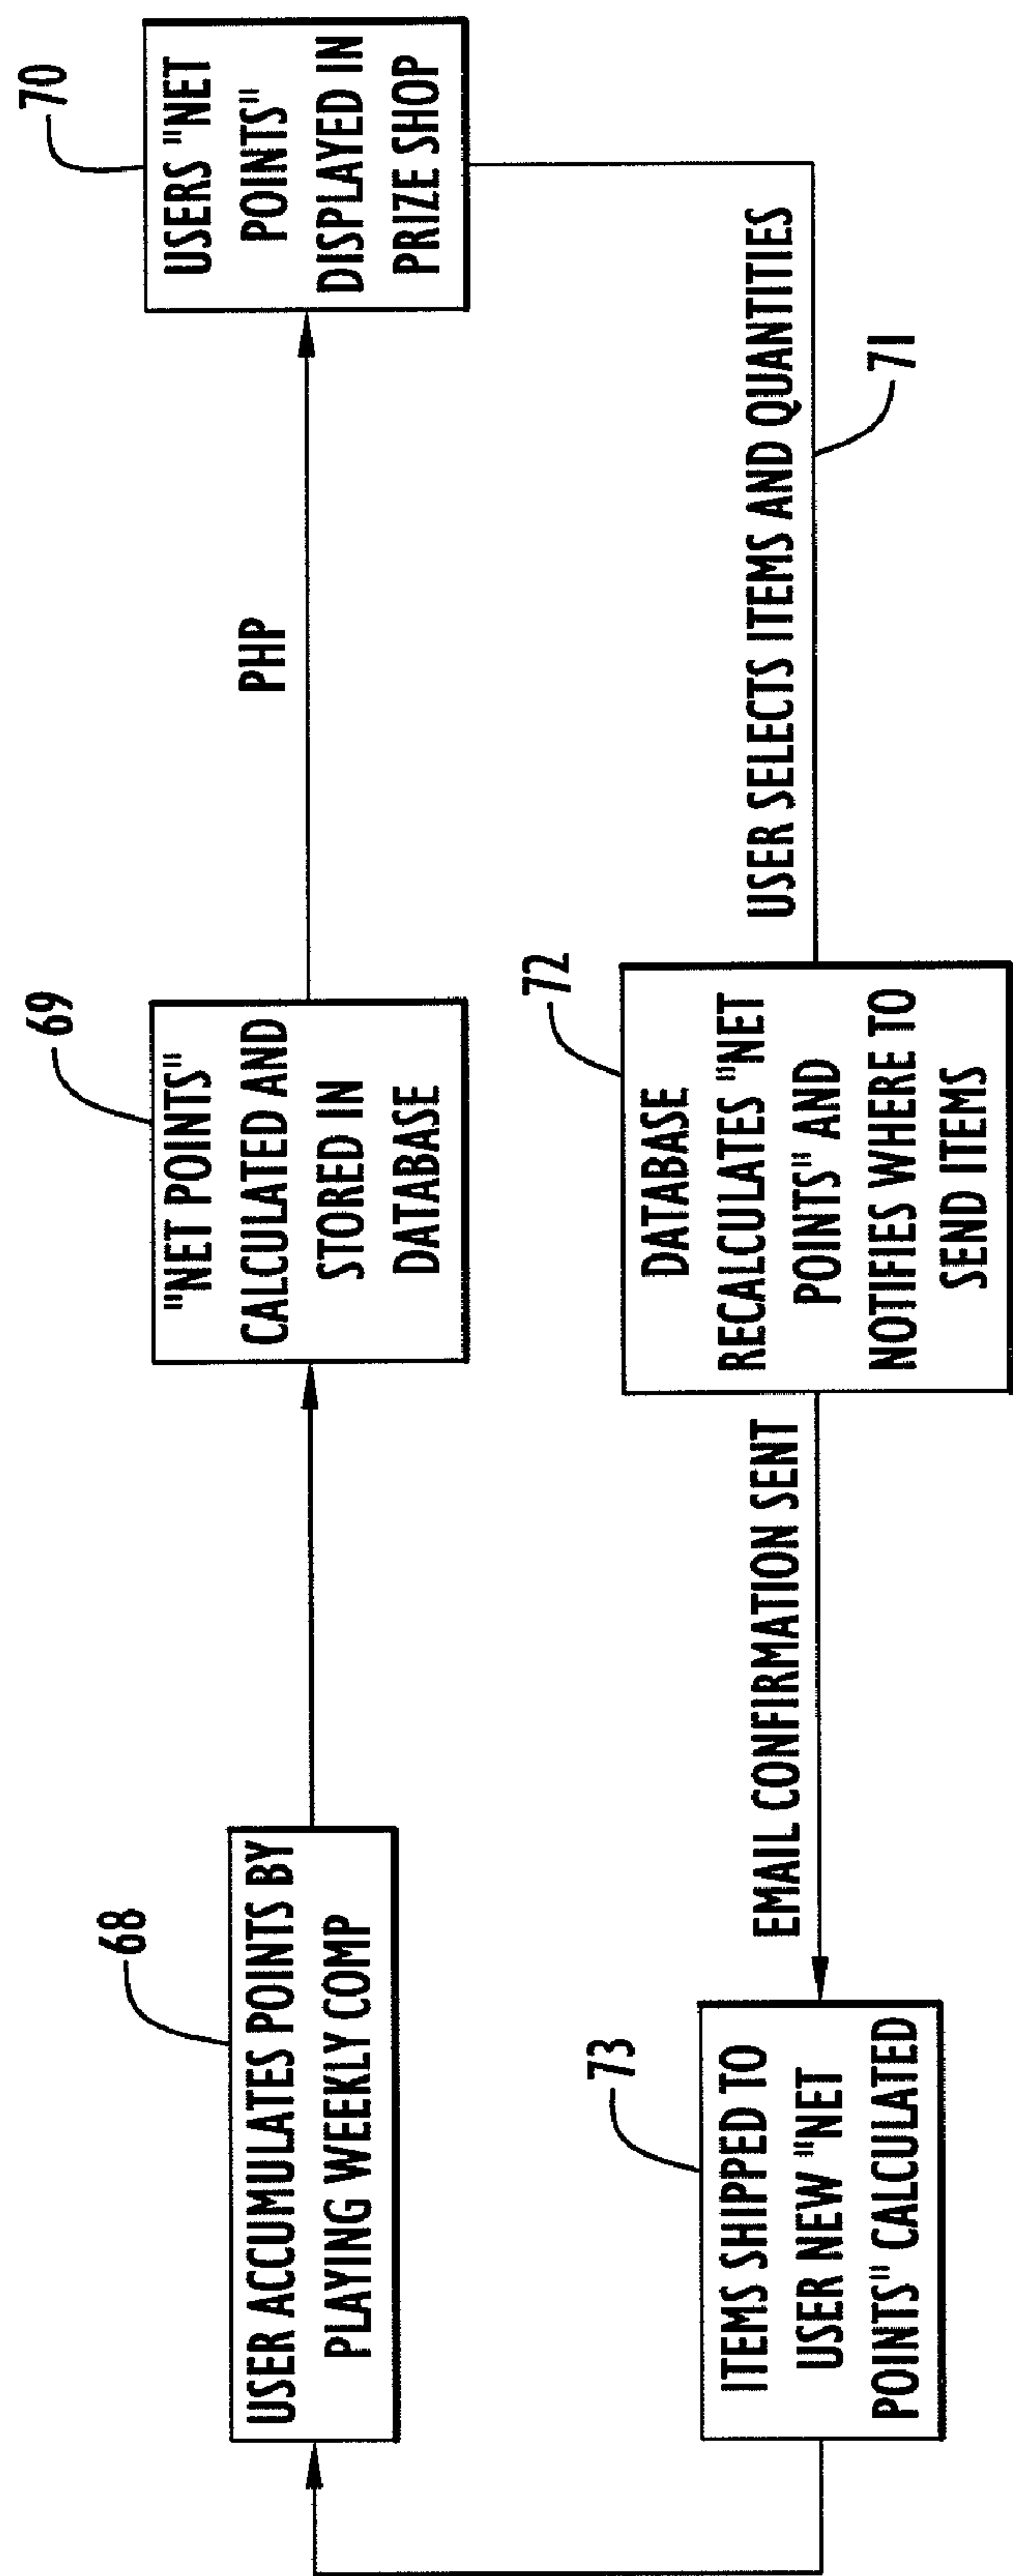 68
USER ACCUMULATES POINTS BY
PLAYING WEEKLY COMP
69
"NET POINTS"
CALCULATED AND
STORED IN
DATABASE
PHP
70
USERS "NET
POINTS"
DISPLAYED IN
PRIZE SHOP
USER SELECTS ITEMS AND QUANTITIES
71
72
DATABASE
RECALCULATES "NET
POINTS" AND
NOTIFIES WHERE TO
SEND ITEMS
EMAIL CONFIRMATION SENT
73
ITEMS SHIPPED TO
USER NEW "NET
POINTS" CALCULATED